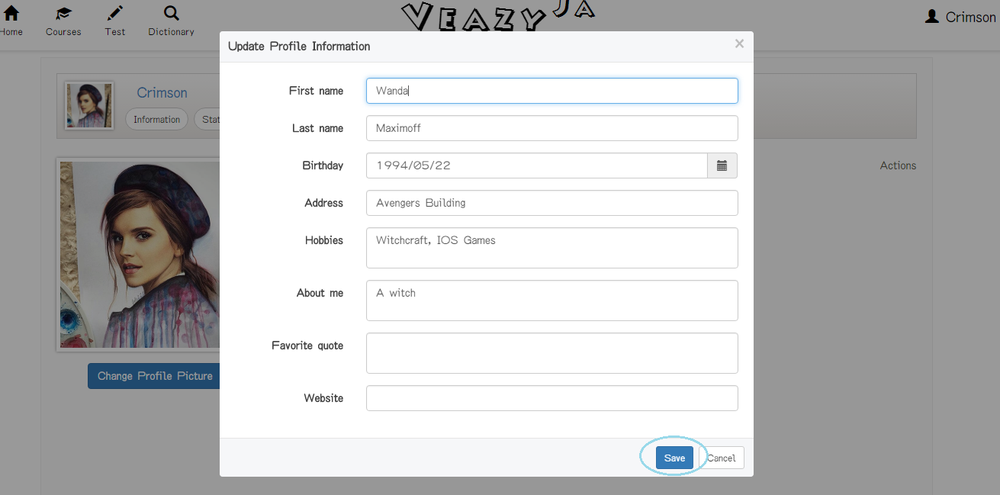 Home Courses Test Dictionary
VEAZYJA
Crimson
Update Profile Information ×
Crimson
Information Stat
First name Wanda
Last name Maximoff
Birthday 1994/05/22
Address Avengers Building
Hobbies Witchcraft, IOS Games
About me A witch
Favorite quote
Website
Save Cancel
Actions
Change Profile Picture